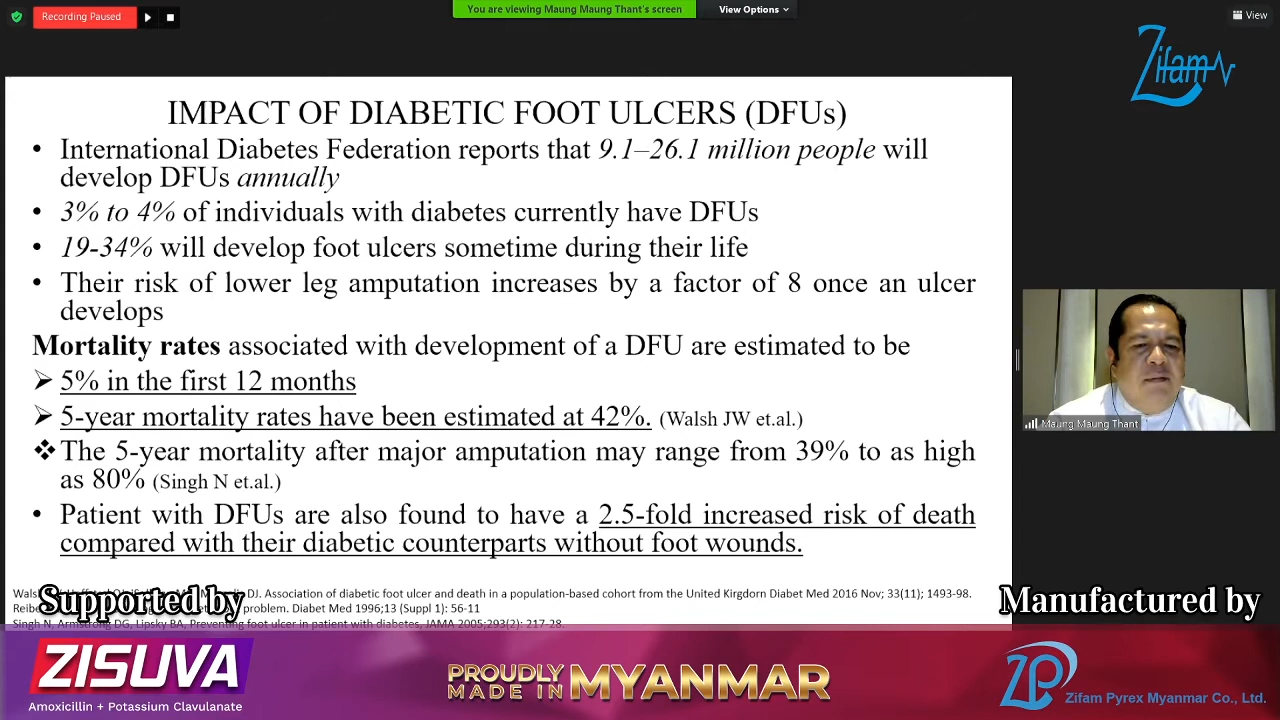 Recording Paused
You are viewing Maung Maung Thant's screen
View Options
View
Zifam
IMPACT OF DIABETIC FOOT ULCERS (DFUs)
• International Diabetes Federation reports that 9.1–26.1 million people will
develop DFUs annually
• 3% to 4% of individuals with diabetes currently have DFUs
• 19-34% will develop foot ulcers sometime during their life
• Their risk of lower leg amputation increases by a factor of 8 once an ulcer
develops
Mortality rates associated with development of a DFU are estimated to be
➢ 5% in the first 12 months
➢ 5-year mortality rates have been estimated at 42%. (Walsh JW et.al.)
❖ The 5-year mortality after major amputation may range from 39% to as high
as 80% (Singh N et.al.)
• Patient with DFUs are also found to have a 2.5-fold increased risk of death
compared with their diabetic counterparts without foot wounds.
Maung Maung Thant
DJ. Association of diabetic foot ulcer and death in a population-based cohort from the United Kingdorn Diabet Med 2016 Nov; 33(11); 1493-98.
problem. Diabet Med 1996;13 (Suppl 1): 56-11
Singh N, Armstrong DG, Lipsky BA, Preventing foot ulcer in patient with diabetes, JAMA 2005;293(2): 217-28.
Supported by
Manufactured by
ZISUVA
Amoxicillin + Potassium Clavulanate
PROUDLY
MADE IN MYANMAR
ZP
Zifam Pyrex Myanmar Co., Ltd.